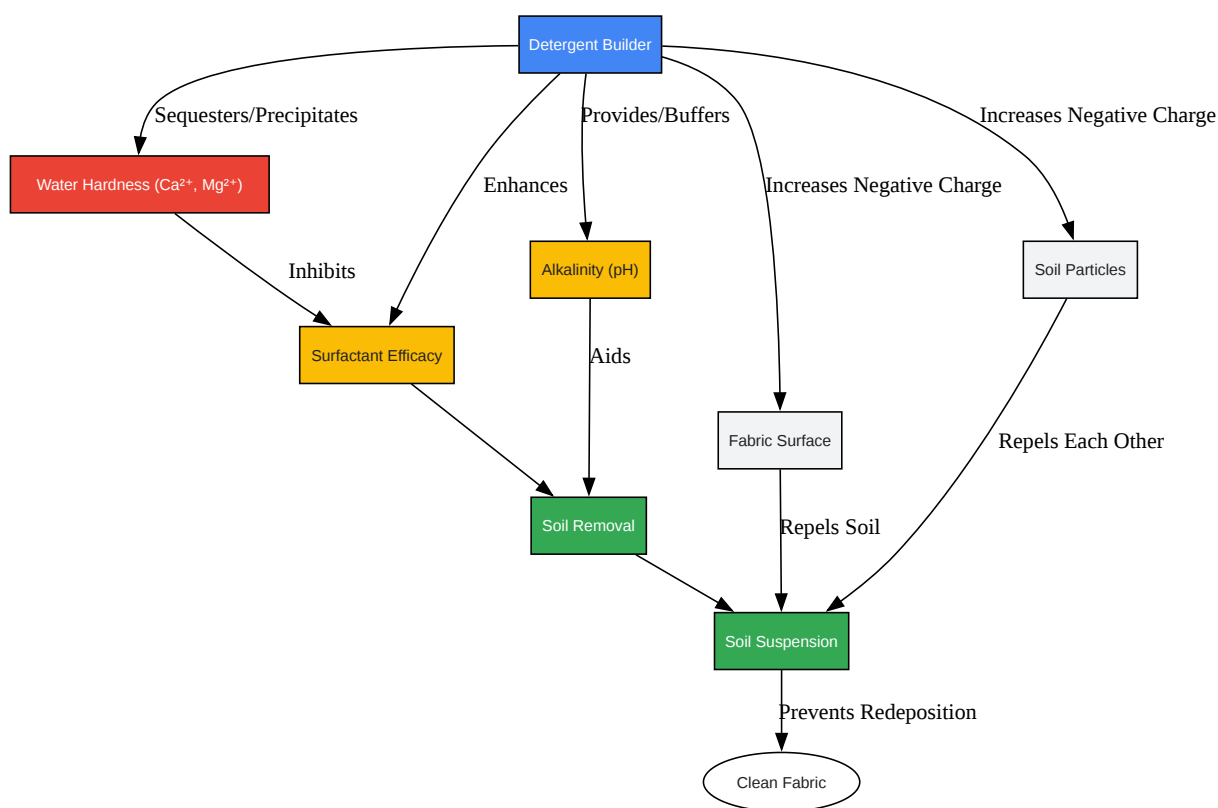 Detergent Builder
Sequesters/Precipitates
Provides/Buffers
Increases Negative Charge
Water Hardness (Ca²⁺, Mg²⁺)
Enhances
Increases Negative Charge
Inhibits
Alkalinity (pH)
Soil Particles
Surfactant Efficacy
Aids
Fabric Surface
Repels Each Other
Soil Removal
Repels Soil
Soil Suspension
Prevents Redeposition
Clean Fabric